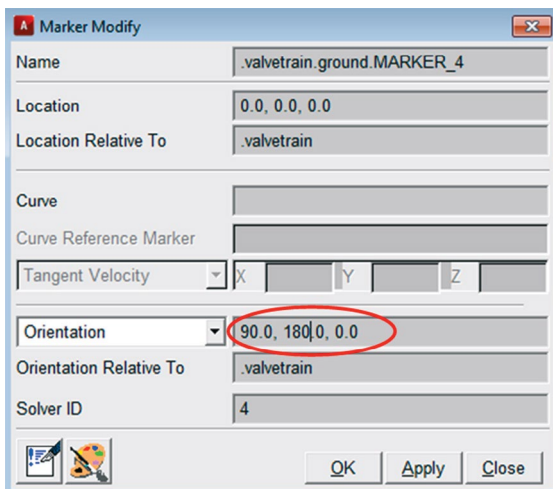 A Marker Modify
Name .valvetrain.ground.MARKER_4
Location 0.0, 0.0, 0.0
Location Relative To .valvetrain
Curve
Curve Reference Marker
Tangent Velocity X Y Z
Orientation 90.0, 180.0, 0.0
Orientation Relative To .valvetrain
Solver ID 4
OK Apply Close